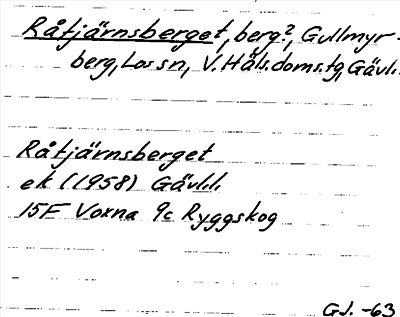 Råtjärnsberget, berg?, Gullmyr-
berg, Los sn, V. Häls. doms. tg, Gävl.l.
Råtjärnsberget
ek (1958) Gävl.l.
15F Voxna 9c Ryggskog
GJ. -63